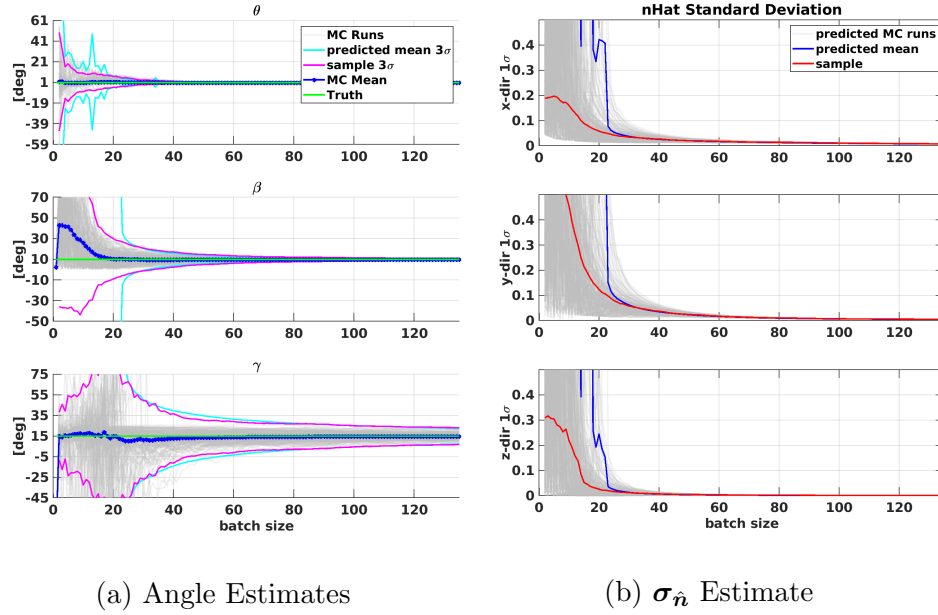 θ
61
41
21
1
-19
-39
-59
[deg]
MC Runs
predicted mean 3σ
sample 3σ
MC Mean
Truth
0 20 40 60 80 100 120
β
70
50
30
10
-10
-30
-50
[deg]
0 20 40 60 80 100 120
γ
75
55
35
15
-5
-25
-45
[deg]
0 20 40 60 80 100 120
batch size
(a) Angle Estimates
nHat Standard Deviation
0.4
0.3
0.2
0.1
0
x-dir 1σ
predicted MC runs
predicted mean
sample
0 20 40 60 80 100 120
0.5
0.4
0.3
0.2
0.1
0
y-dir 1σ
0 20 40 60 80 100 120
0.5
0.4
0.3
0.2
0.1
0
z-dir 1σ
0 20 40 60 80 100 120
batch size
(b) σn̂ Estimate